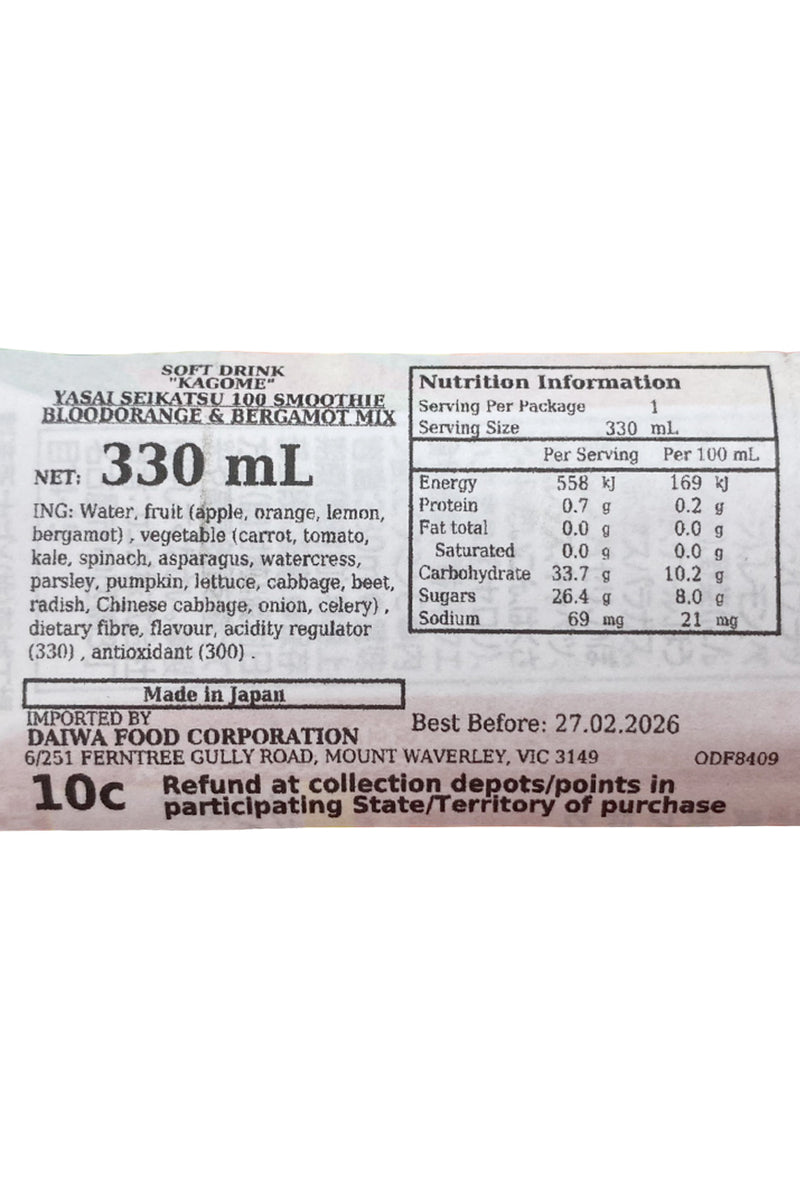 SOFT DRINK
"KAGOME"
YASAI SEIKATSU 100 SMOOTHIE
BLOODORANGE & BERGAMOT MIX
NET: 330 mL
ING: Water, fruit (apple, orange, lemon,
bergamot) , vegetable (carrot, tomato,
kale, spinach, asparagus, watercress,
parsley, pumpkin, lettuce, cabbage, beet,
radish, Chinese cabbage, onion, celery) ,
dietary fibre, flavour, acidity regulator
(330) , antioxidant (300) .
Nutrition Information
Serving Per Package 1
Serving Size 330 mL
Per Serving Per 100 mL
Energy 558 kJ 169 kJ
Protein 0.7 g 0.2 g
Fat total 0.0 g 0.0 g
Saturated 0.0 g 0.0 g
Carbohydrate 33.7 g 10.2 g
Sugars 26.4 g 8.0 g
Sodium 69 mg 21 mg
Made in Japan
IMPORTED BY
DAIWA FOOD CORPORATION
Best Before: 27.02.2026
6/251 FERNTREE GULLY ROAD, MOUNT WAVERLEY, VIC 3149 ODF8409
10c Refund at collection depots/points in
participating State/Territory of purchase